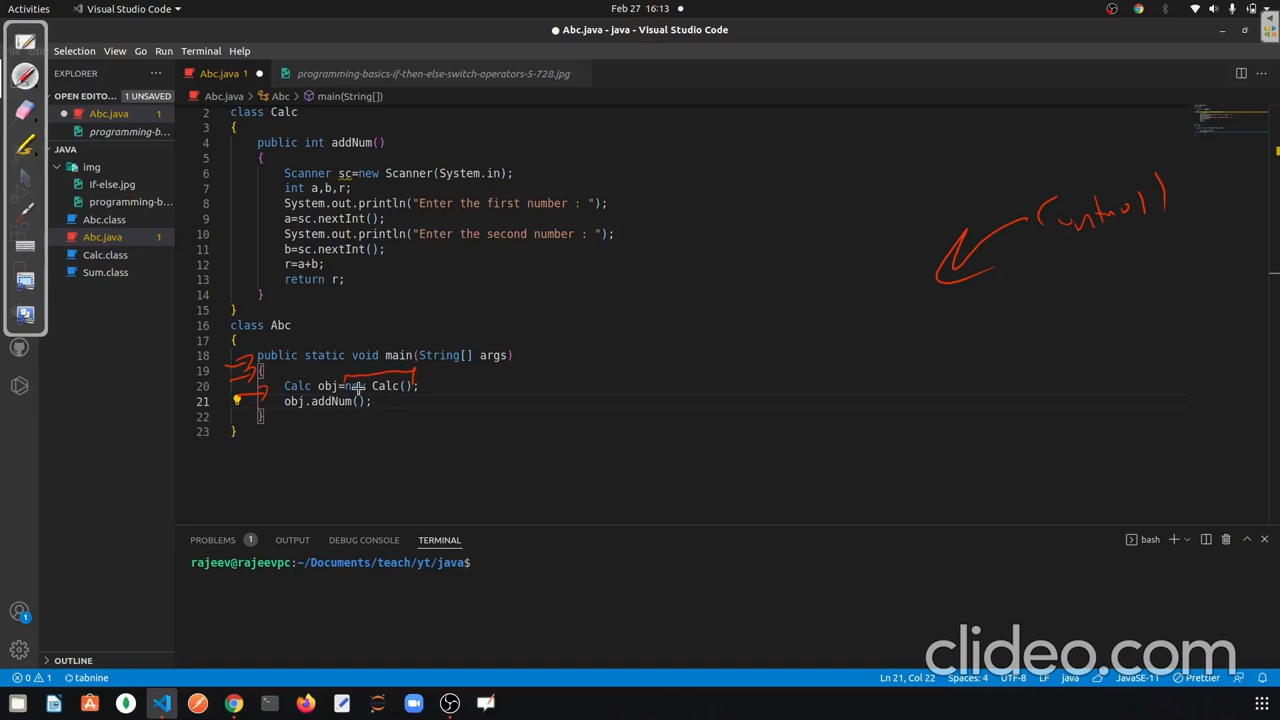 Activities Visual Studio Code Feb 27 16:13
Abc.java - java - Visual Studio Code
Selection View Go Run Terminal Help
EXPLORER ··· Abc.java 1 programming-basics-if-then-else-switch-operators-5-728.jpg
OPEN EDITO... 1 UNSAVED Abc.java > Abc > main(String[])
Abc.java 1
programming-b...
JAVA
img
If-else.jpg
programming-b...
Abc.class
Abc.java
Calc.class
Sum.class
2 class Calc
3 {
4 public int addNum()
5 {
6 Scanner sc=new Scanner(System.in);
7 int a,b,r;
8 System.out.println("Enter the first number : ");
9 a=sc.nextInt();
10 System.out.println("Enter the second number : ");
11 b=sc.nextInt();
12 r=a+b;
13 return r;
14 }
15 }
16 class Abc
17 {
18 public static void main(String[] args)
19 {
20 Calc obj=new Calc();
21 obj.addNum();
22 }
23 }
(Control)
PROBLEMS 1 OUTPUT DEBUG CONSOLE TERMINAL bash
rajeev@rajeevpc:~/Documents/teach/yt/java$
OUTLINE
clideo.com
0 1 tabnine Ln 21, Col 22 Spaces: 4 UTF-8 LF java JavaSE-11 Prettier